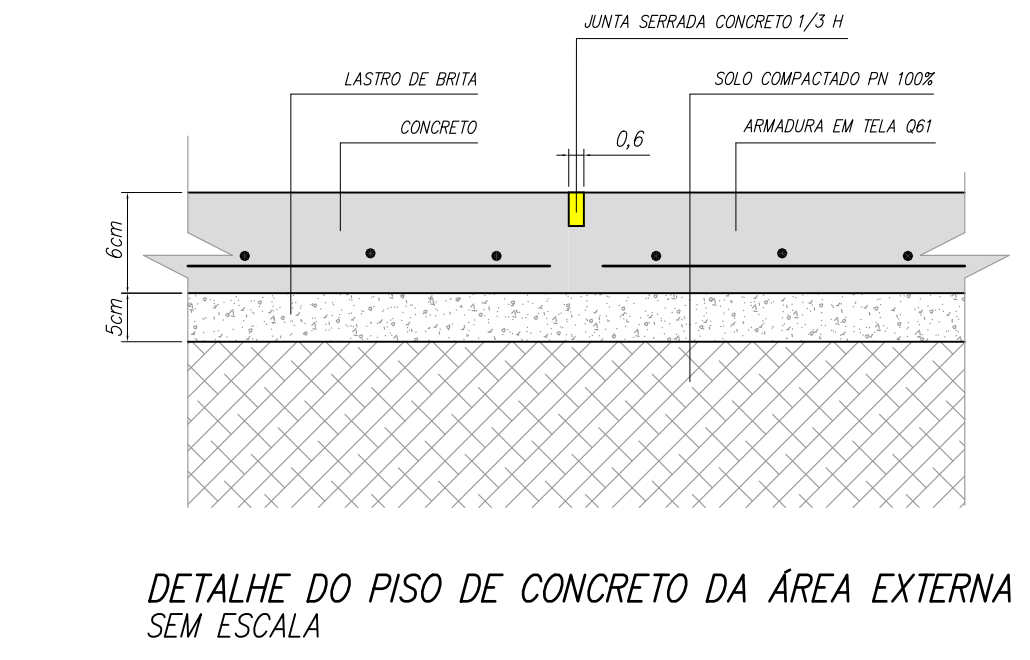 JUNTA SERRADA CONCRETO 1/3 H
LASTRO DE BRITA
SOLO COMPACTADO PN 100%
CONCRETO
ARMADURA EM TELA Q61
0,6
6cm
5cm
DETALHE DO PISO DE CONCRETO DA ÁREA EXTERNA
SEM ESCALA